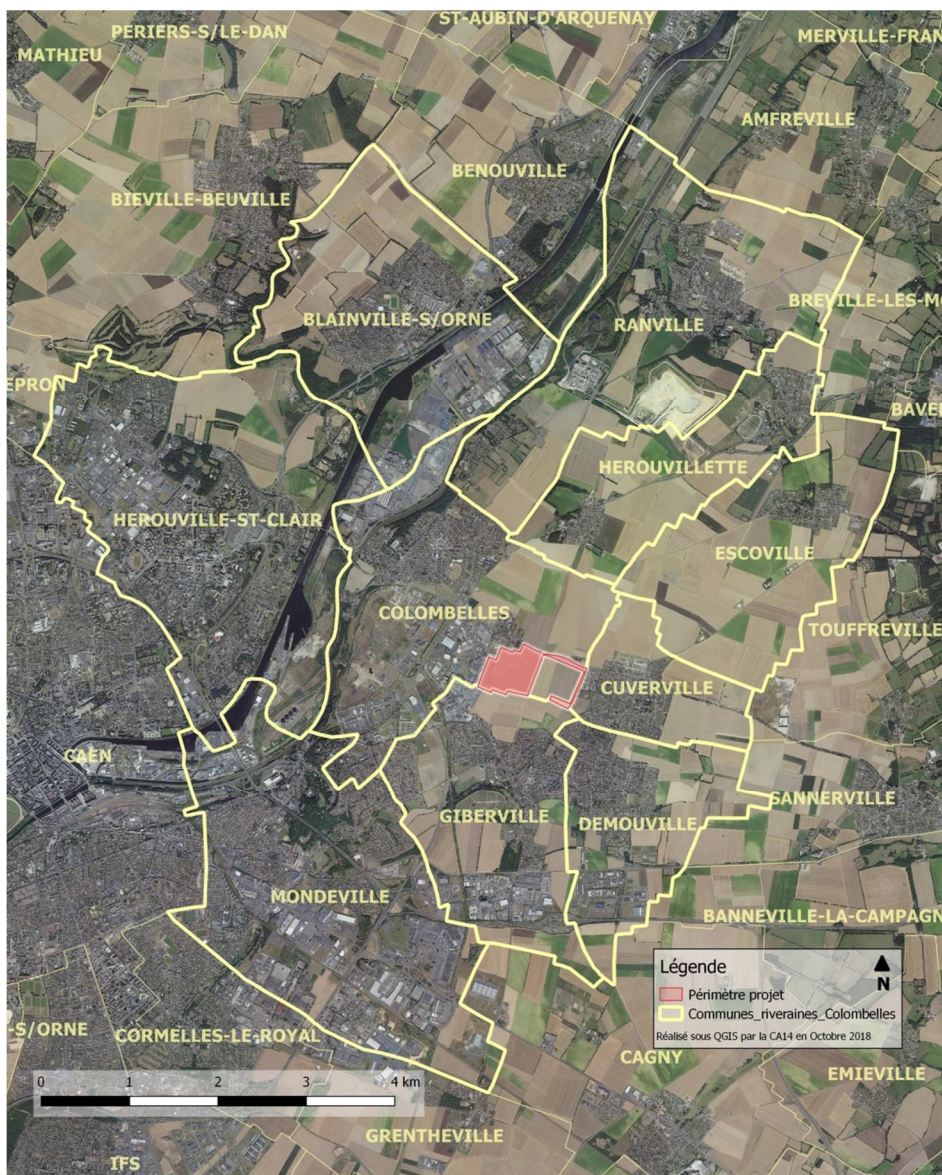 ST-AUBIN-D'ARQUENAY
PERIERS-S/LE-DAN
MERVILLE-FRAN
MATHIEU
AMFREVILLE
BENOUVILLE
BIEVILLE-BEUVILLE
BREVILLE-LES-MO
BLAINVILLE-S/ORNE
RANVILLE
EPRON
BAVEN
HEROUVILLETTE
HEROUVILLE-ST-CLAIR
ESCOVILLE
COLOMBELLES
TOUFFREVILLE
CUVERVILLE
CAEN
SANNERVILLE
GIBERVILLE
DEMOUVILLE
MONDEVILLE
BANNEVILLE-LA-CAMPAGN
Légende
N
Périmètre projet
Communes_riveraines_Colombelles
Réalisé sous QGIS par la CA14 en Octobre 2018
-S/ORNE
CORMELLES-LE-ROYAL
CAGNY
EMIEVILLE
0 1 2 3 4 km
GRENTHEVILLE
IFS